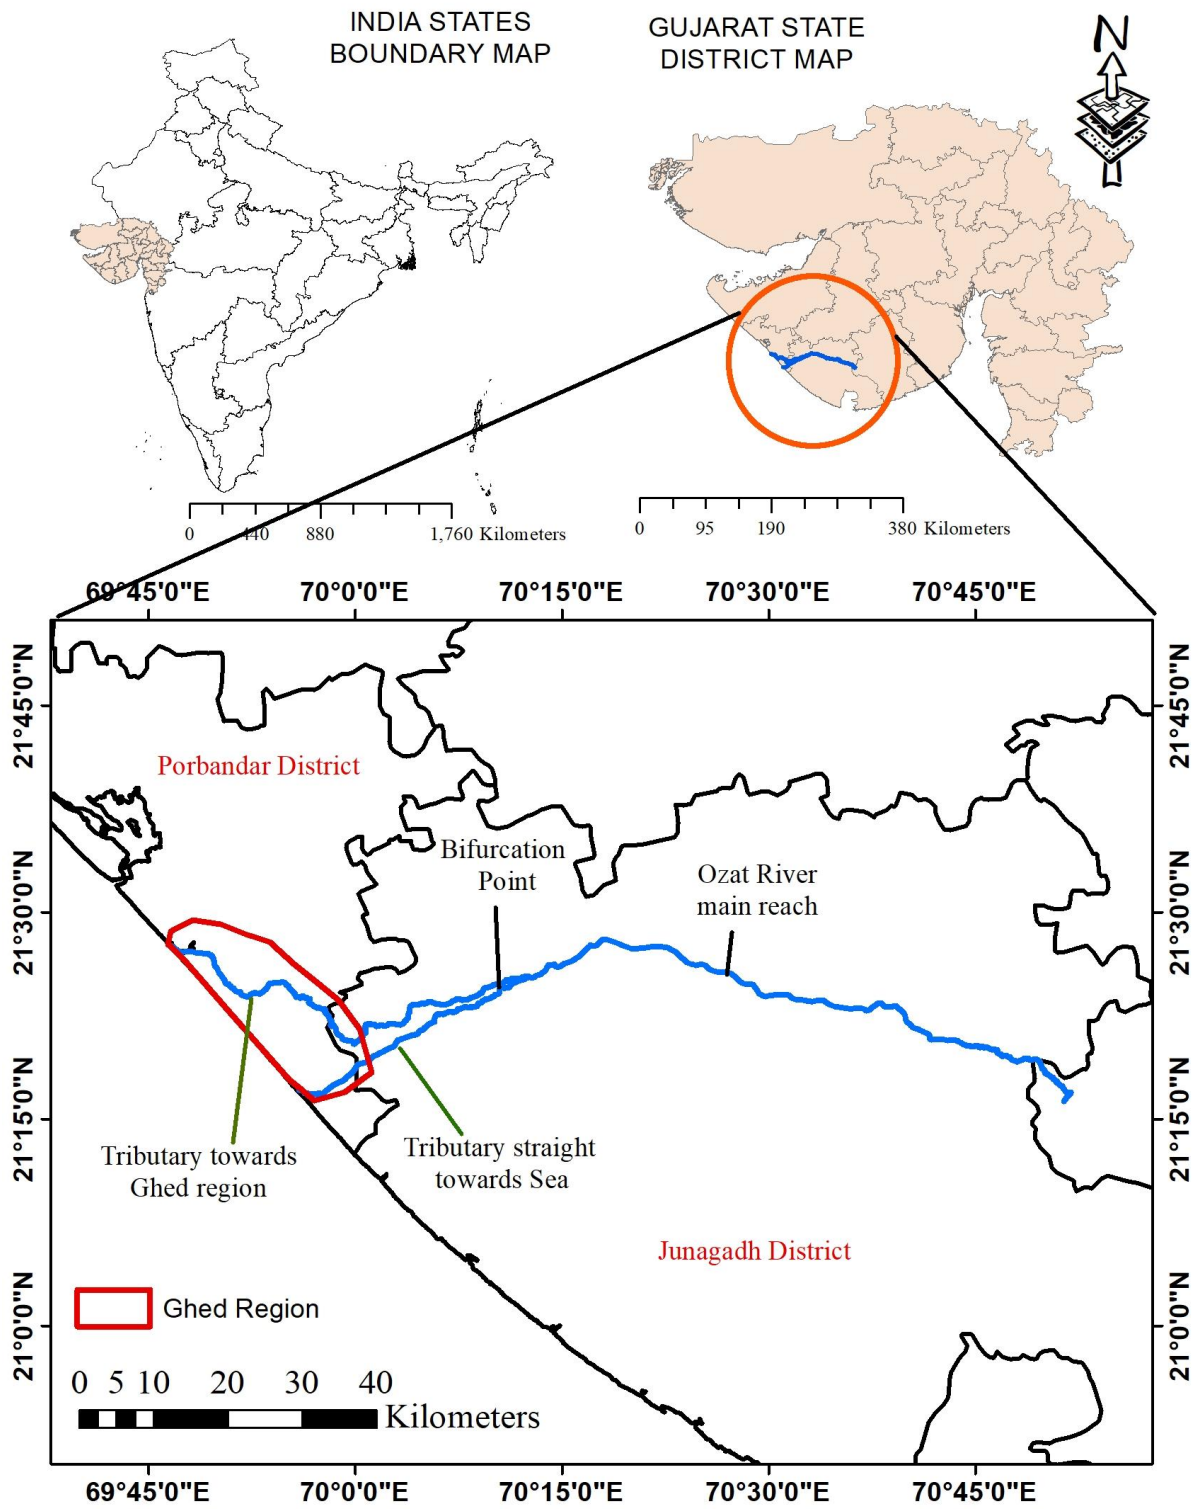 INDIA STATES
BOUNDARY MAP
GUJARAT STATE
DISTRICT MAP
N
0 440 880 1,760 Kilometers
0 95 190 380 Kilometers
69°45'0"E 70°0'0"E 70°15'0"E 70°30'0"E 70°45'0"E
21°45'0"N
21°45'0"N
Porbandar District
Bifurcation
Point
Ozat River
main reach
21°30'0"N
21°30'0"N
21°15'0"N
21°15'0"N
Tributary towards
Ghed region
Tributary straight
towards Sea
Junagadh District
21°0'0"N
21°0'0"N
Ghed Region
0 5 10 20 30 40
Kilometers
69°45'0"E 70°0'0"E 70°15'0"E 70°30'0"E 70°45'0"E